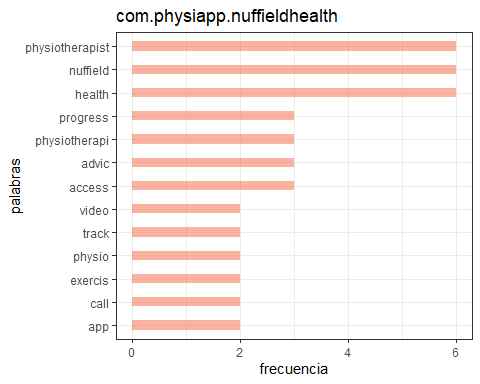 com.physiapp.nuffieldhealth
physiotherapist
nuffield
health
progress
physiotherapi
advic
access
video
track
physio
exercis
call
app
palabras
0 2 4 6
frecuencia